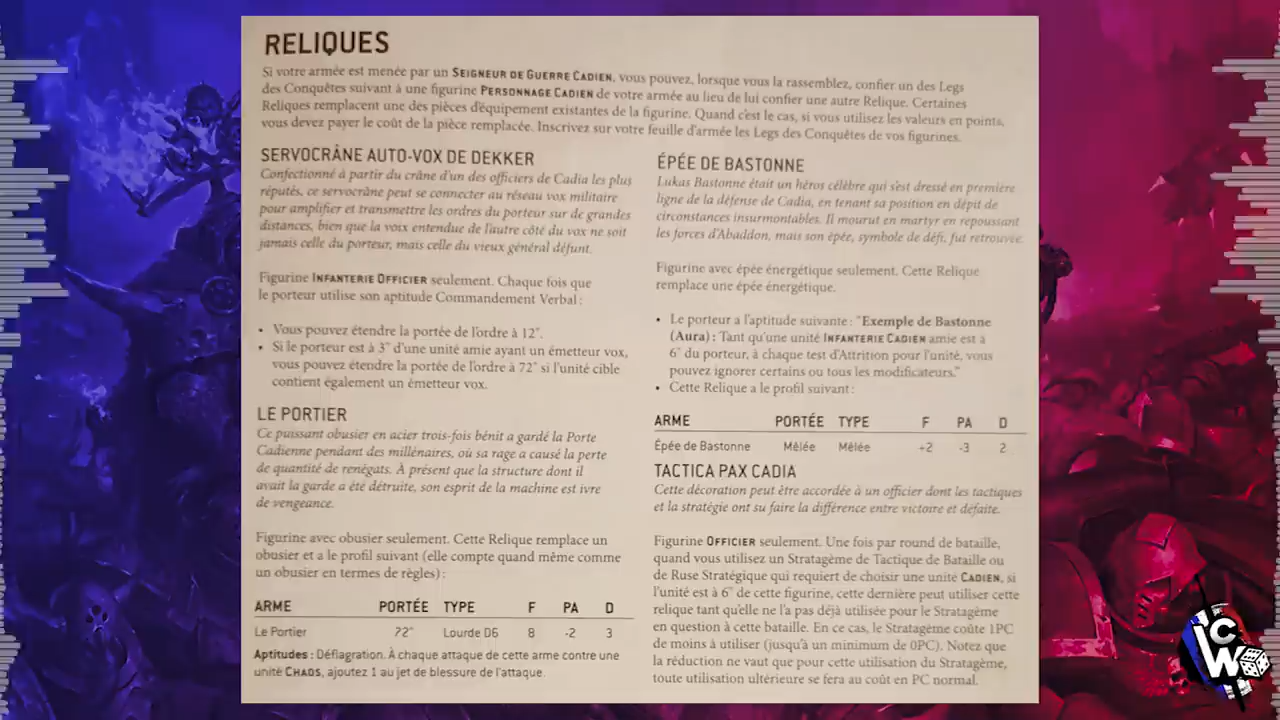 RELIQUES
Si votre armée est menée par un SEIGNEUR DE GUERRE CADIEN, vous pouvez, lorsque vous la rassemblez, confier un des Legs
des Conquêtes suivant à une figurine PERSONNAGE CADIEN de votre armée au lieu de lui confier une autre Relique. Certaines
Reliques remplacent une des pièces d'équipement existantes de la figurine. Quand c'est le cas, si vous utilisez les valeurs en points,
vous devez payer le coût de la pièce remplacée. Inscrivez sur votre feuille d'armée les Legs des Conquêtes de vos figurines.
SERVOCRÂNE AUTO-VOX DE DEKKER
Confectionné à partir du crâne d'un des officiers de Cadia les plus
réputés, ce servocrâne peut se connecter au réseau vox militaire
pour amplifier et transmettre les ordres du porteur sur de grandes
distances, bien que la voix entendue de l'autre côté du vox ne soit
jamais celle du porteur, mais celle du vieux général défunt.
Figurine INFANTERIE OFFICIER seulement. Chaque fois que
le porteur utilise son aptitude Commandement Verbal :
• Vous pouvez étendre la portée de l'ordre à 12".
• Si le porteur est à 3" d'une unité amie ayant un émetteur vox,
vous pouvez étendre la portée de l'ordre à 72" si l'unité cible
contient également un émetteur vox.
LE PORTIER
Ce puissant obusier en acier trois-fois bénit a gardé la Porte
Cadienne pendant des millénaires, où sa rage a causé la perte
de quantité de renégats. À présent que la structure dont il
avait la garde a été détruite, son esprit de la machine est ivre
de vengeance.
Figurine avec obusier seulement. Cette Relique remplace un
obusier et a le profil suivant (elle compte quand même comme
un obusier en termes de règles) :
ARME PORTÉE TYPE F PA D
Le Portier 72" Lourde D6 8 -2 3
Aptitudes : Déflagration. À chaque attaque de cette arme contre une
unité CHAOS, ajoutez 1 au jet de blessure de l'attaque.
ÉPÉE DE BASTONNE
Lukas Bastonne était un héros célèbre qui s'est dressé en première
ligne de la défense de Cadia, en tenant sa position en dépit de
circonstances insurmontables. Il mourut en martyr en repoussant
les forces d'Abaddon, mais son épée, symbole de défi, fut retrouvée.
Figurine avec épée énergétique seulement. Cette Relique
remplace une épée énergétique.
• Le porteur a l'aptitude suivante : "Exemple de Bastonne
(Aura) : Tant qu'une unité INFANTERIE CADIEN amie est à
6" du porteur, à chaque test d'Attrition pour l'unité, vous
pouvez ignorer certains ou tous les modificateurs."
• Cette Relique a le profil suivant :
ARME PORTÉE TYPE F PA D
Épée de Bastonne Mêlée Mêlée +2 -3 2
TACTICA PAX CADIA
Cette décoration peut être accordée à un officier dont les tactiques
et la stratégie ont su faire la différence entre victoire et défaite.
Figurine OFFICIER seulement. Une fois par round de bataille,
quand vous utilisez un Stratagème de Tactique de Bataille ou
de Ruse Stratégique qui requiert de choisir une unité CADIEN, si
l'unité est à 6" de cette figurine, cette dernière peut utiliser cette
relique tant qu'elle ne l'a pas déjà utilisée pour le Stratagème
en question à cette bataille. En ce cas, le Stratagème coûte 1PC
de moins à utiliser (jusqu'à un minimum de 0PC). Notez que
la réduction ne vaut que pour cette utilisation du Stratagème,
toute utilisation ultérieure se fera au coût en PC normal.
ICW